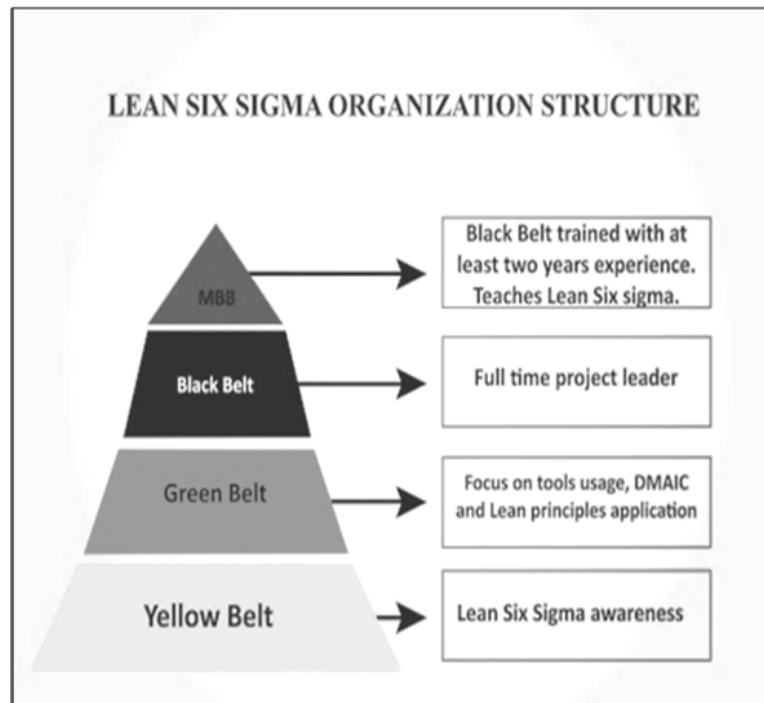 LEAN SIX SIGMA ORGANIZATION STRUCTURE
MBB
Black Belt trained with at
least two years experience.
Teaches Lean Six sigma.
Black Belt
Full time project leader
Green Belt
Focus on tools usage, DMAIC
and Lean principles application
Yellow Belt
Lean Six Sigma awareness